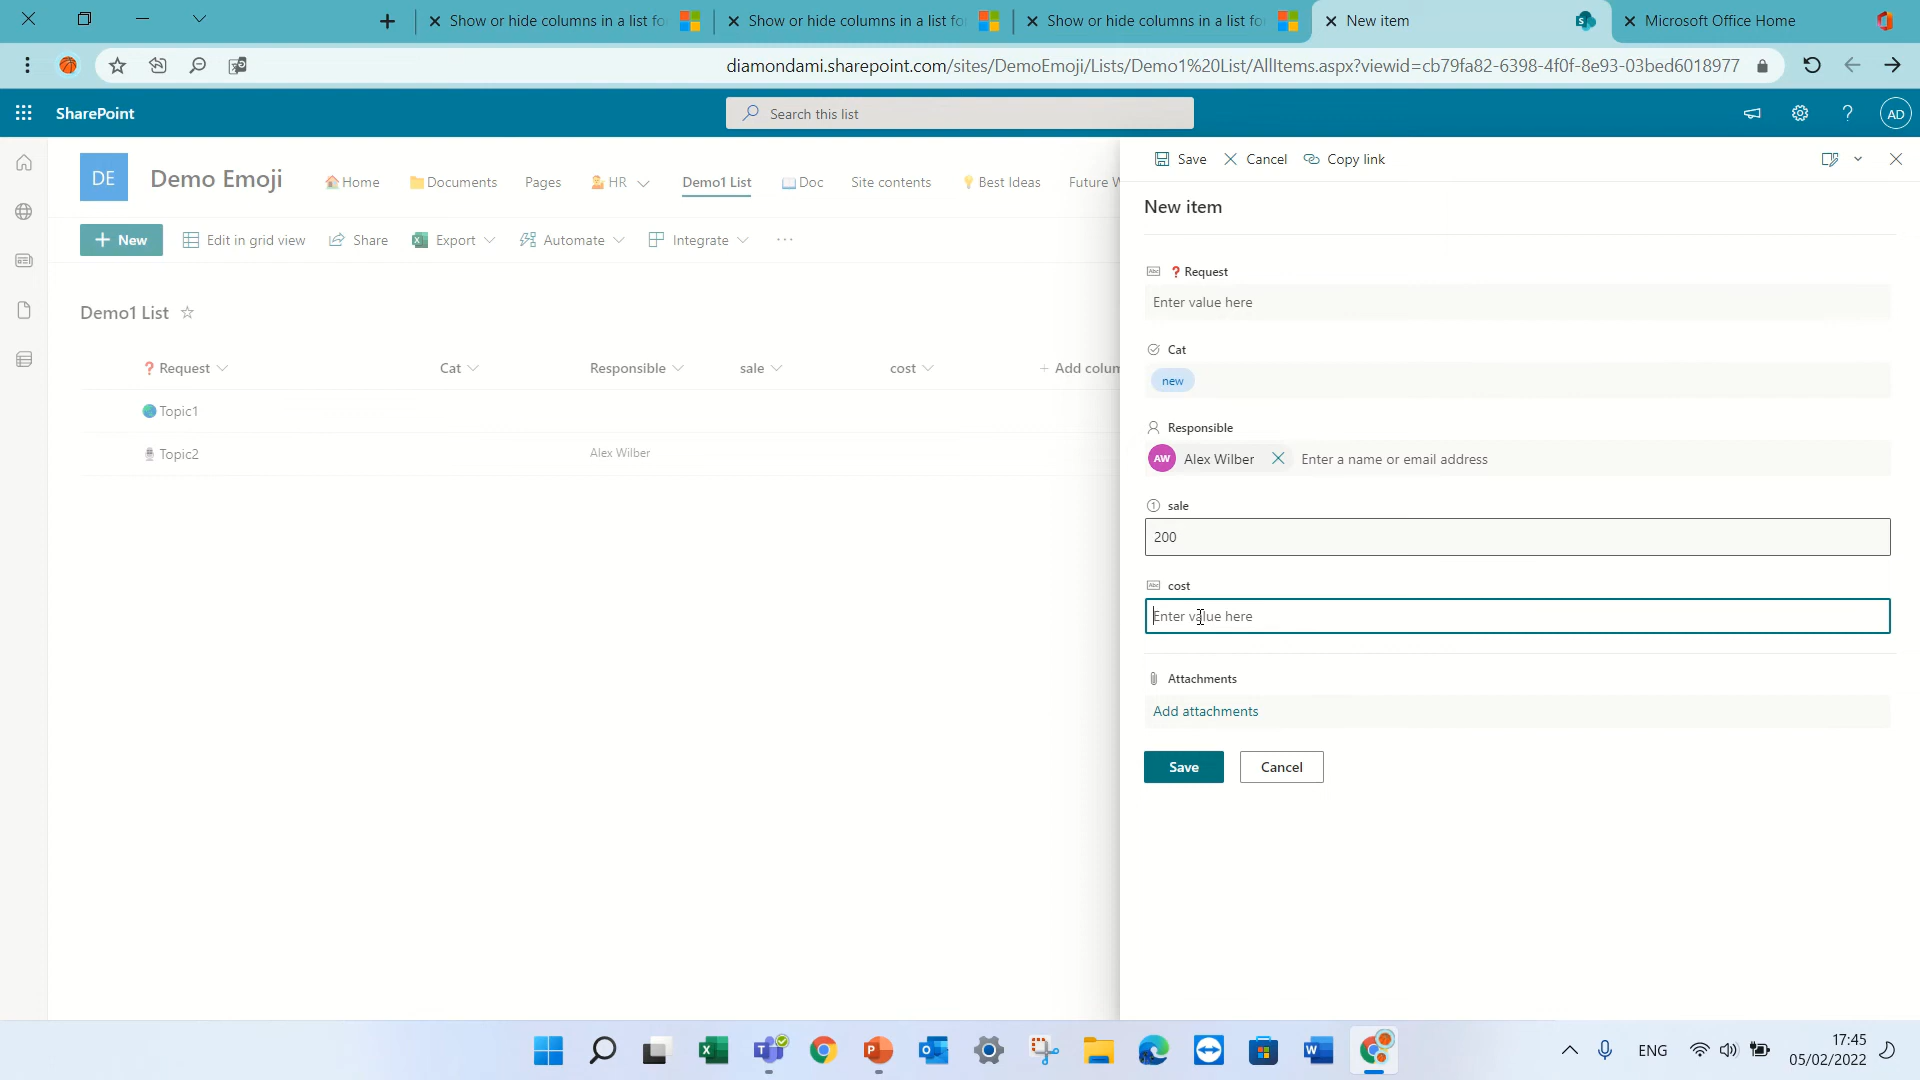 Show or hide columns in a list fo
Show or hide columns in a list fo
Show or hide columns in a list fo
New item
Microsoft Office Home
diamondami.sharepoint.com/sites/DemoEmoji/Lists/Demo1%20List/AllItems.aspx?viewid=cb79fa82-6398-4f0f-8e93-03bed6018977
SharePoint
Search this list
AD
DE
Demo Emoji
Home
Documents
Pages
HR
Demo1 List
Doc
Site contents
Best Ideas
Future W
New
Edit in grid view
Share
Export
Automate
Integrate
Demo1 List
❓Request
Cat
Responsible
sale
cost
+ Add colum
Topic1
Topic2
Alex Wilber
Save
Cancel
Copy link
New item
❓Request
Enter value here
Cat
new
Responsible
AW
Alex Wilber
Enter a name or email address
sale
200
cost
Enter value here
Attachments
Add attachments
Save
Cancel
ENG
17:45
05/02/2022